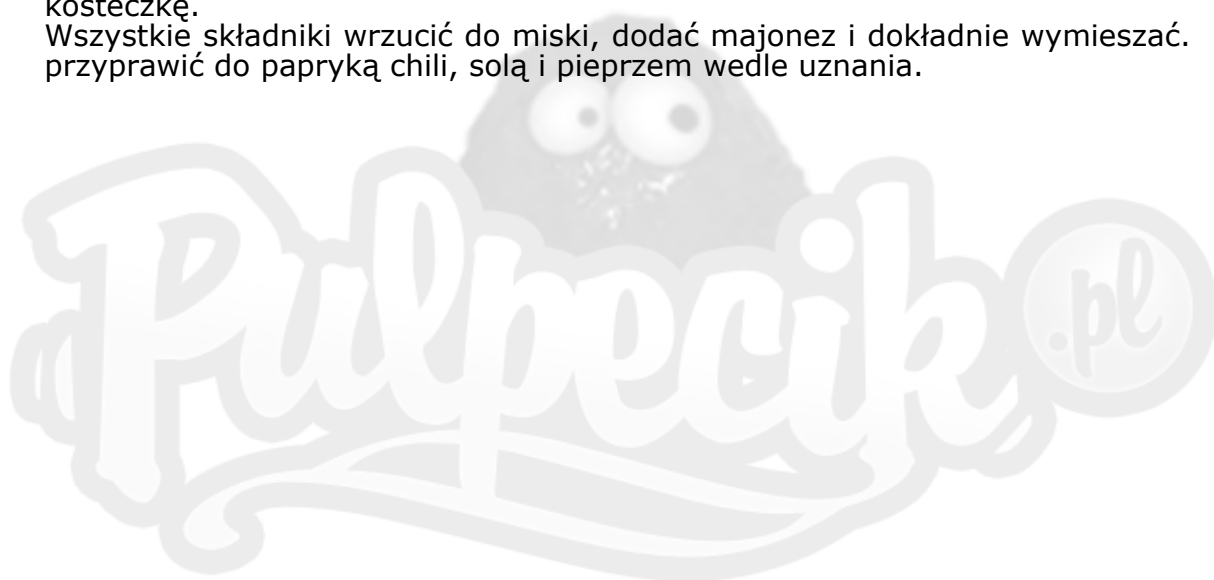 kosteczkę.
Wszystkie składniki wrzucić do miski, dodać majonez i dokładnie wymieszać.
przyprawić do papryką chili, solą i pieprzem wedle uznania.
Pulpecik.pl